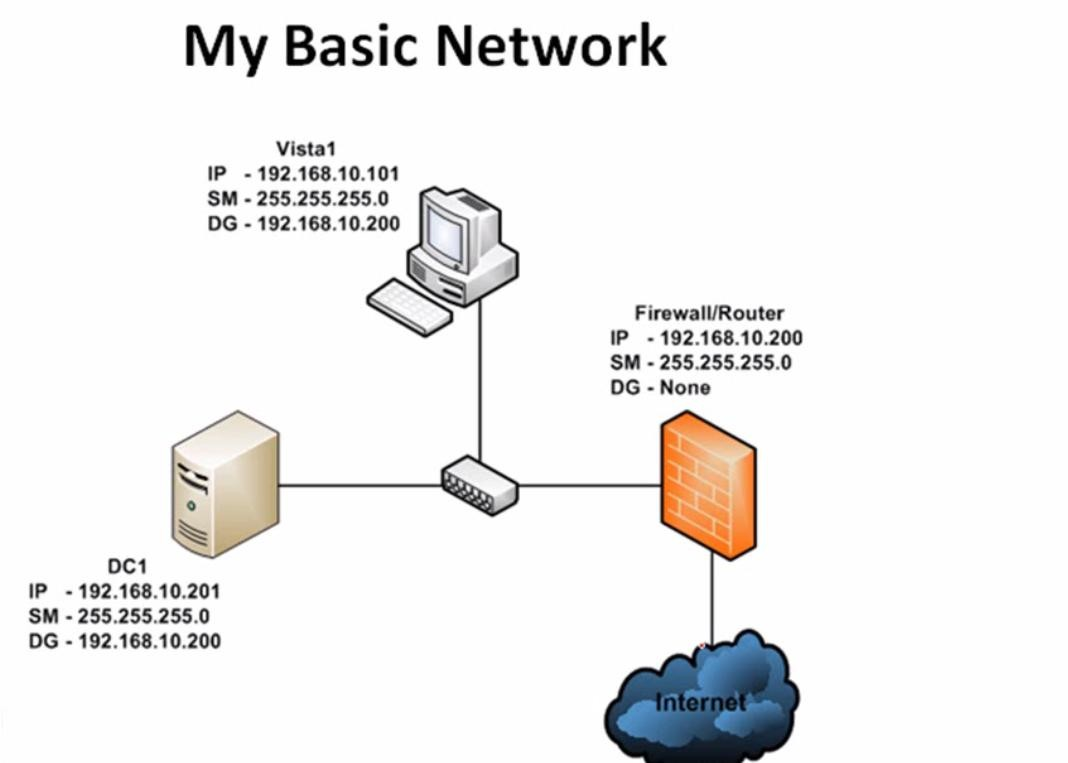 My Basic Network
Vista1
IP - 192.168.10.101
SM - 255.255.255.0
DG - 192.168.10.200
Firewall/Router
IP - 192.168.10.200
SM - 255.255.255.0
DG - None
DC1
IP - 192.168.10.201
SM - 255.255.255.0
DG - 192.168.10.200
Internet